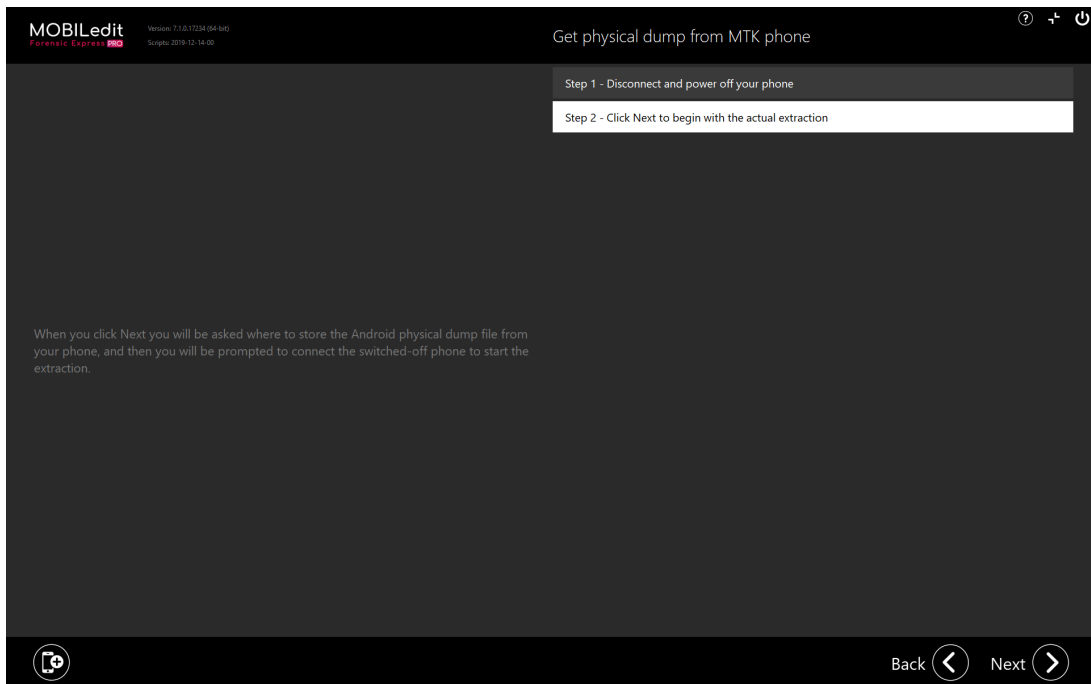 MOBILedit
Forensic Express PRO
Version: 7.1.0.17234 (64-bit)
Scripts: 2019-12-14-00
Get physical dump from MTK phone
?
Step 1 - Disconnect and power off your phone
Step 2 - Click Next to begin with the actual extraction
When you click Next you will be asked where to store the Android physical dump file from
your phone, and then you will be prompted to connect the switched-off phone to start the
extraction.
Back
Next